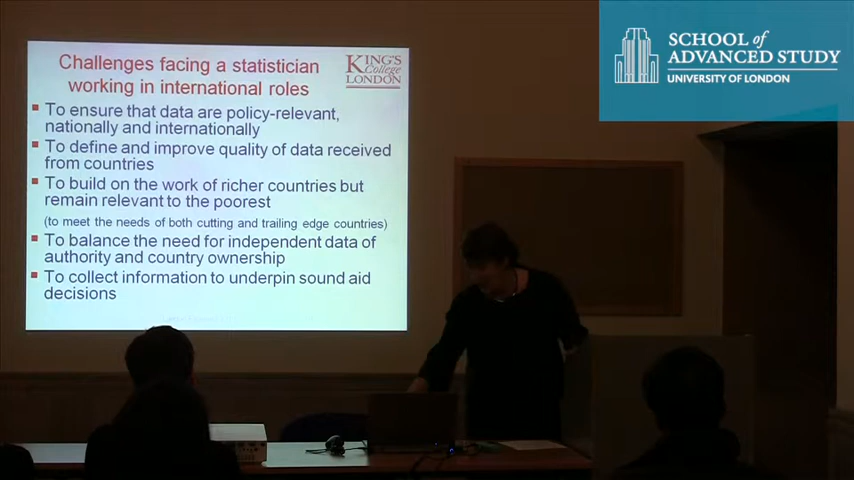 Challenges facing a statistician
working in international roles
KING'S
College
LONDON
To ensure that data are policy-relevant,
nationally and internationally
To define and improve quality of data received
from countries
To build on the work of richer countries but
remain relevant to the poorest
(to meet the needs of both cutting and trailing edge countries)
To balance the need for independent data of
authority and country ownership
To collect information to underpin sound aid
decisions
SCHOOL of
ADVANCED STUDY
UNIVERSITY OF LONDON